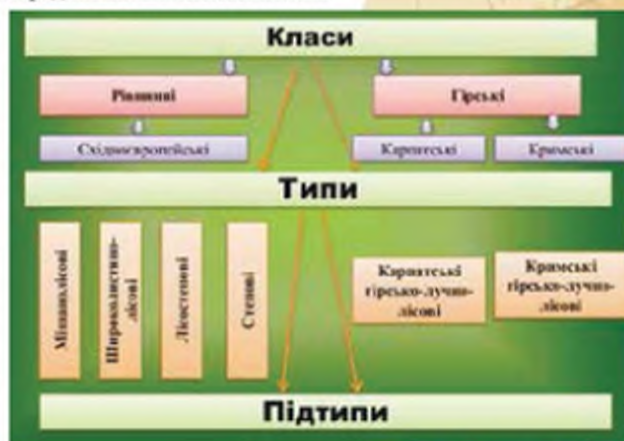 Класи
Рівнинні
Гірські
Східноєвропейські
Карпатські
Кримські
Типи
Мішанолісові
Широколистяно-
лісові
Лісостепові
Степові
Карпатські
гірсько-лучно-
лісові
Кримські
гірсько-лучно-
лісові
Підтипи